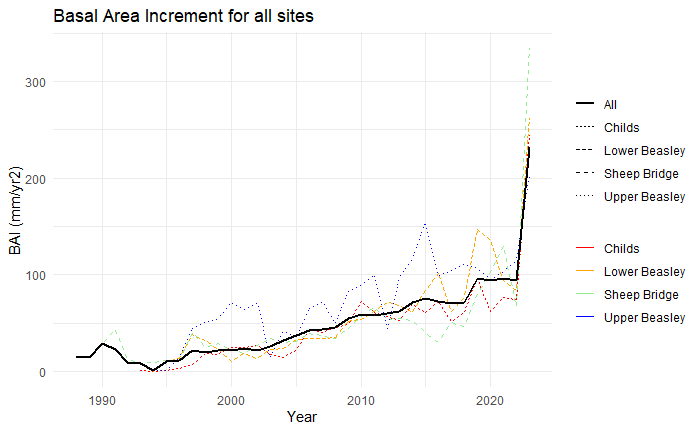 Basal Area Increment for all sites
BAI (mm/yr2)
300
200
100
0
1990
2000
2010
2020
Year
All
Childs
Lower Beasley
Sheep Bridge
Upper Beasley
Childs
Lower Beasley
Sheep Bridge
Upper Beasley